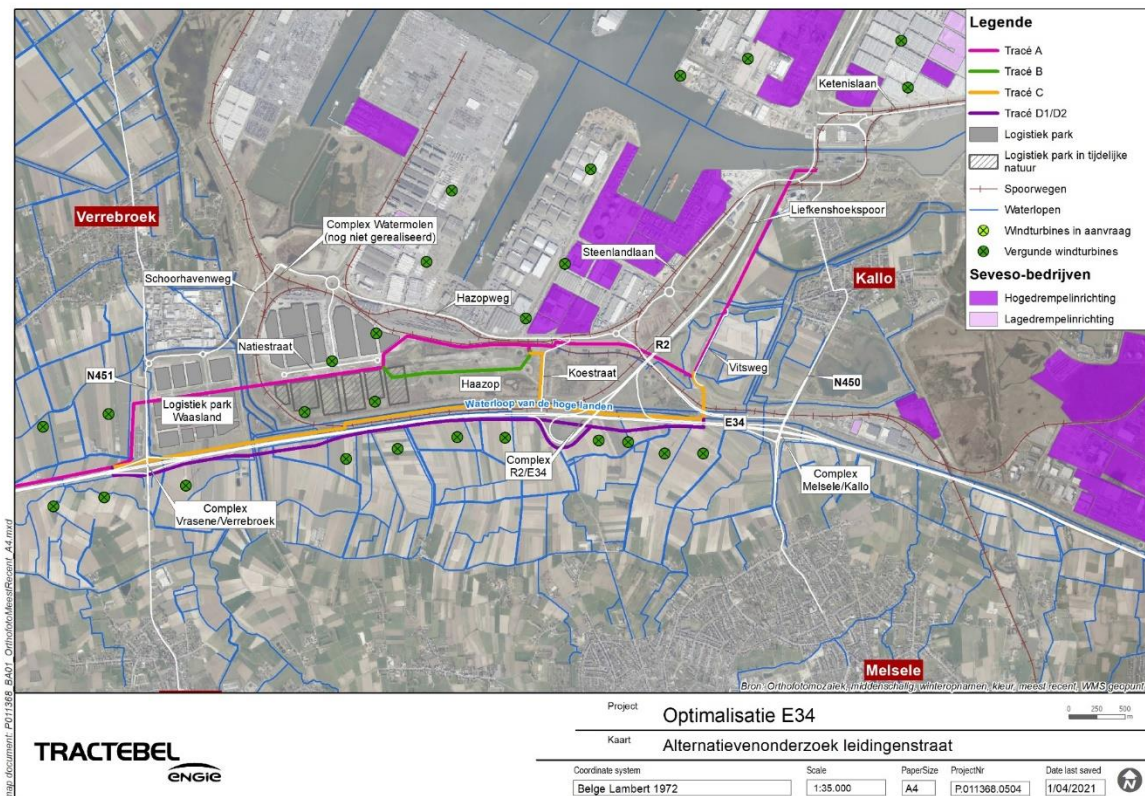 Legende
Tracé A
Tracé B
Tracé C
Tracé D1/D2
Logistiek park
Logistiek park in tijdelijke
natuur
Spoorwegen
Waterlopen
Windturbines in aanvraag
Vergunde windturbines
Seveso-bedrijven
Hogedrempelinrichting
Lagedrempelinrichting
Ketenislaan
Verrebroek
Complex Watermolen
(nog niet gerealiseerd)
Liefkenshoekspoor
Steenlandlaan
Kallo
Schoorhavenweg
Hazopweg
Natiestraat
R2
Vitsweg
Koestraat
Haazop
N451
N450
Logistiek park
Waasland
Waterloop van de hoge landen
E34
Complex
R2/E34
Complex
Melsele/Kallo
Complex
Vrasene/Verrebroek
Melsele
Bron: Orthofotomozaïek, middenschalig, winteropnamen, kleur, meest recent, WMS geopunt
map document: P011368_BA01_OrthofotoMeestRecent_A4.mxd
Project
Optimalisatie E34
0 250 500
m
Kaart
Alternatievenonderzoek leidingenstraat
TRACTEBEL
ENGIE
Coordinate system
Belge Lambert 1972
Scale
1:35.000
PaperSize
A4
ProjectNr
P.011368.0504
Date last saved
1/04/2021
N